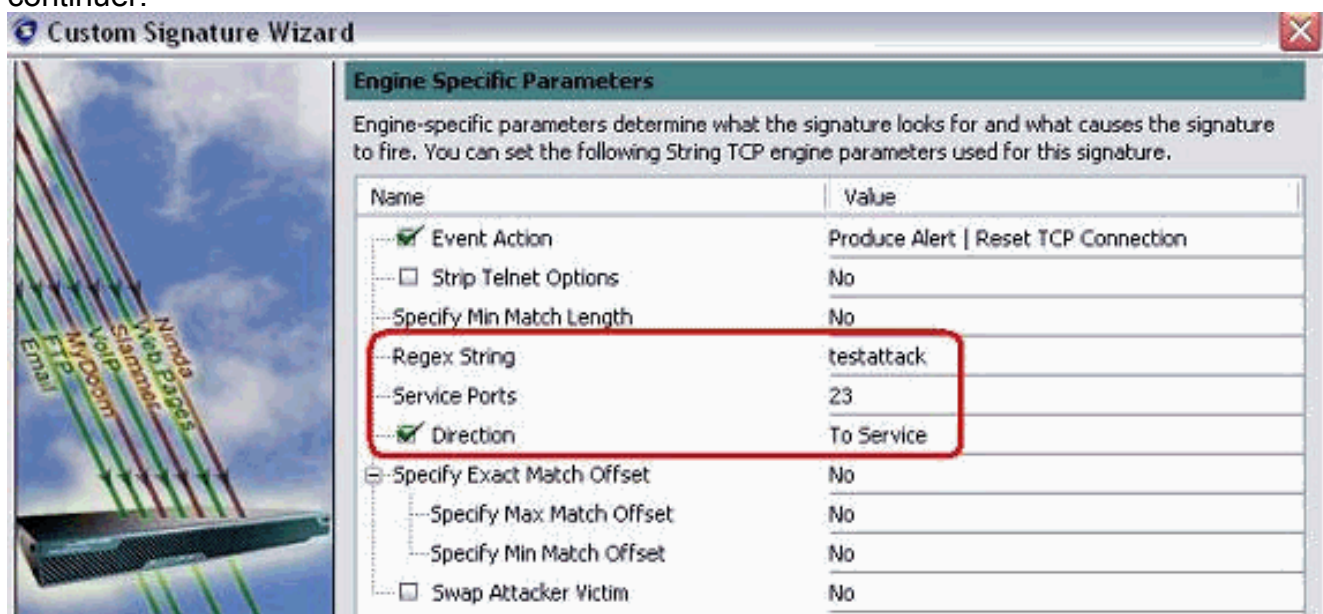 continuer.
Custom Signature Wizard
Engine Specific Parameters
Engine-specific parameters determine what the signature looks for and what causes the signature
to fire. You can set the following String TCP engine parameters used for this signature.
Name Value
Event Action Produce Alert | Reset TCP Connection
Strip Telnet Options No
Specify Min Match Length No
Regex String testattack
Service Ports 23
Direction To Service
Specify Exact Match Offset No
Specify Max Match Offset No
Specify Min Match Offset No
Swap Attacker Victim No
Email
FTP
MyDoom
VoIP
Slammer
Web Pages
Nimda